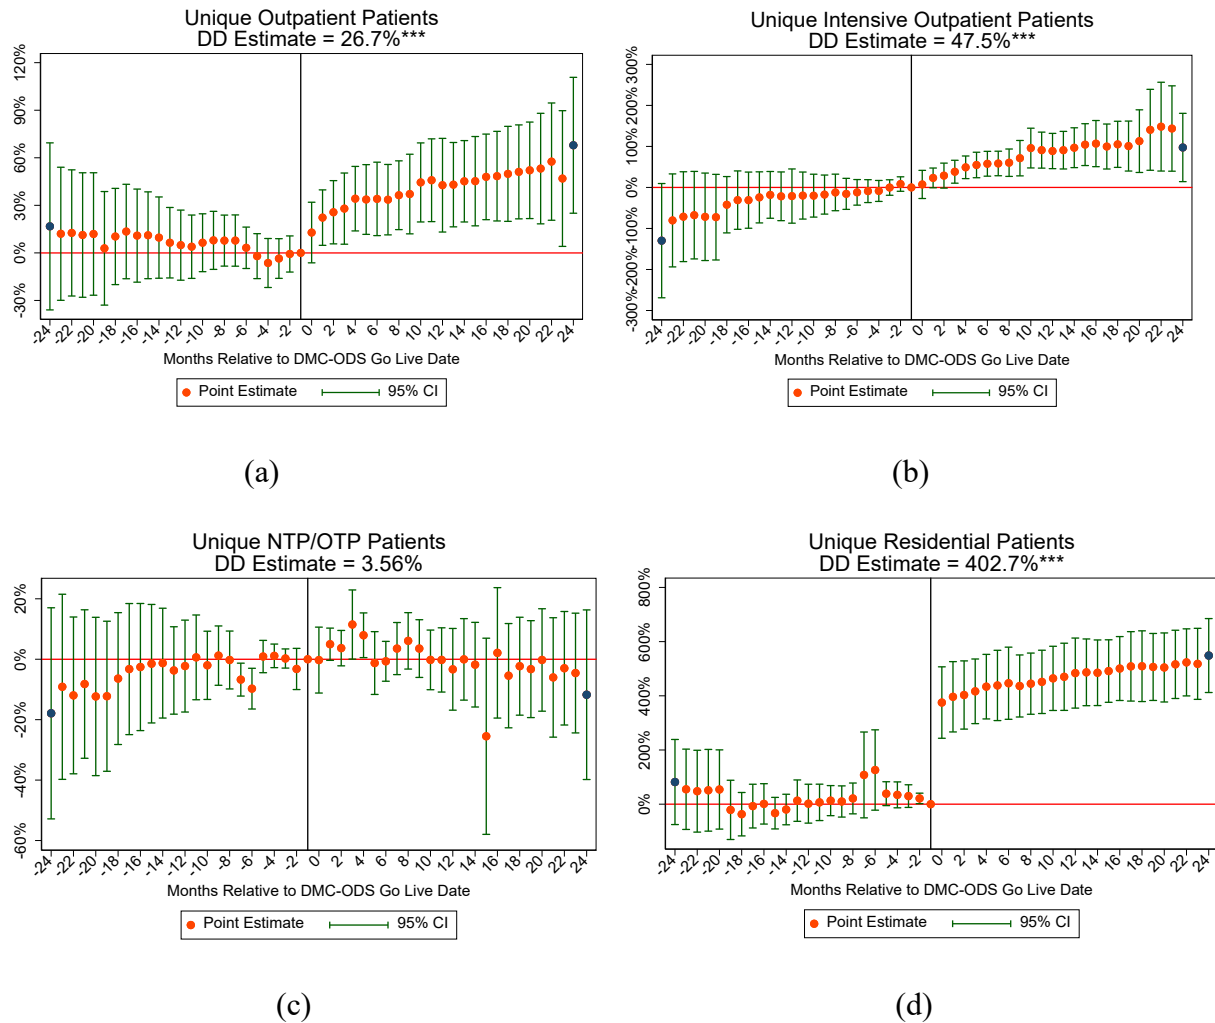 Unique Outpatient Patients
DD Estimate = 26.7%***
120%
90%
60%
30%
0%
-30%
-24 -22 -20 -18 -16 -14 -12 -10 -8 -6 -4 -2 0 2 4 6 8 10 12 14 16 18 20 22 24
Months Relative to DMC-ODS Go Live Date
Point Estimate 95% CI
(a)
Unique Intensive Outpatient Patients
DD Estimate = 47.5%***
300%
200%
100%
0%
-100%
-200%
-300%
-24 -22 -20 -18 -16 -14 -12 -10 -8 -6 -4 -2 0 2 4 6 8 10 12 14 16 18 20 22 24
Months Relative to DMC-ODS Go Live Date
Point Estimate 95% CI
(b)
Unique NTP/OTP Patients
DD Estimate = 3.56%
20%
0%
-20%
-40%
-60%
-24 -22 -20 -18 -16 -14 -12 -10 -8 -6 -4 -2 0 2 4 6 8 10 12 14 16 18 20 22 24
Months Relative to DMC-ODS Go Live Date
Point Estimate 95% CI
(c)
Unique Residential Patients
DD Estimate = 402.7%***
800%
600%
400%
200%
0%
-24 -22 -20 -18 -16 -14 -12 -10 -8 -6 -4 -2 0 2 4 6 8 10 12 14 16 18 20 22 24
Months Relative to DMC-ODS Go Live Date
Point Estimate 95% CI
(d)